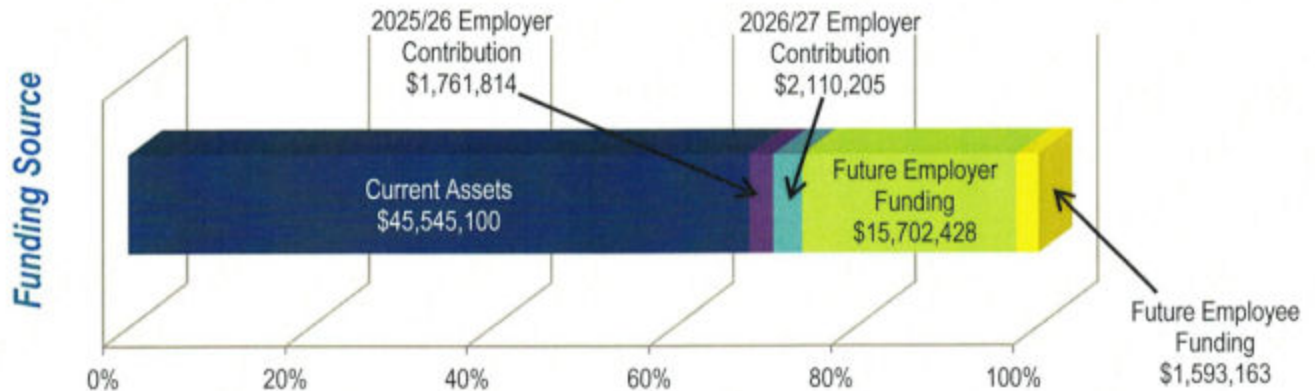 2025/26 Employer
Contribution
$1,761,814
2026/27 Employer
Contribution
$2,110,205
Funding Source
Current Assets
$45,545,100
Future Employer
Funding
$15,702,428
Future Employee
Funding
$1,593,163
0%
20%
40%
60%
80%
100%